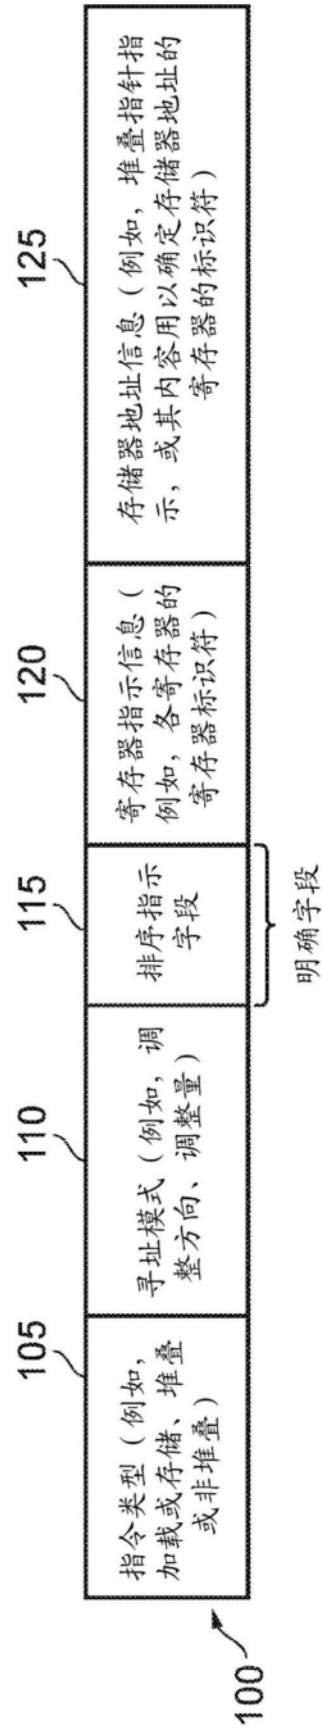 105
110
115
120
125
指令类型（例如，
加载或存储、堆叠
或非堆叠）
寻址模式（例如，调
整方向、调整量）
排序指示
字段
寄存器指示信息（
例如，各寄存器的
寄存器标识符）
存储器地址信息（例如，堆叠指针指
示，或其内容用以确定存储器地址的
寄存器的标识符）
明确字段
100